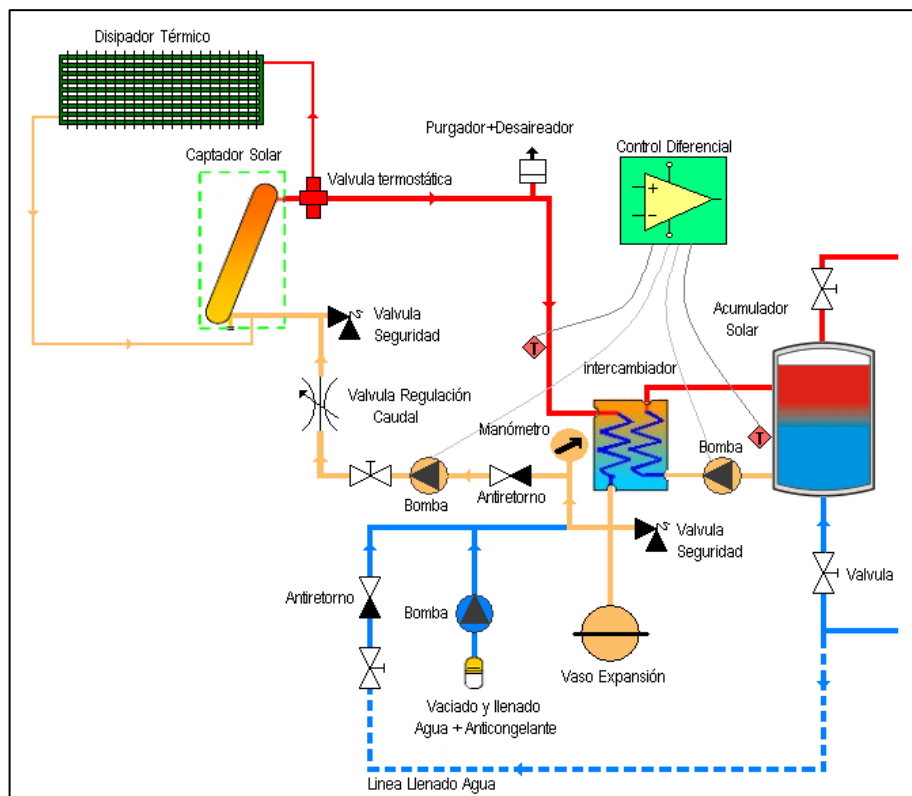 Disipador Térmico
Captador Solar
Valvula termostática
Purgador+Desaireador
Control Diferencial
+
−
Valvula
Seguridad
Acumulador
Solar
T
intercambiador
Valvula Regulación
Caudal
Manómetro
T
Bomba
Bomba
Antiretorno
Valvula
Seguridad
Antiretorno
Bomba
Valvula
Vaso Expansión
Vaciado y llenado
Agua + Anticongelante
Linea Llenado Agua